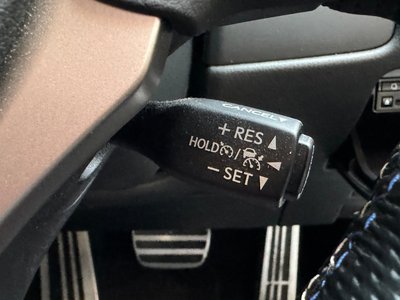 CANCEL
+ RES
HOLD /
− SET